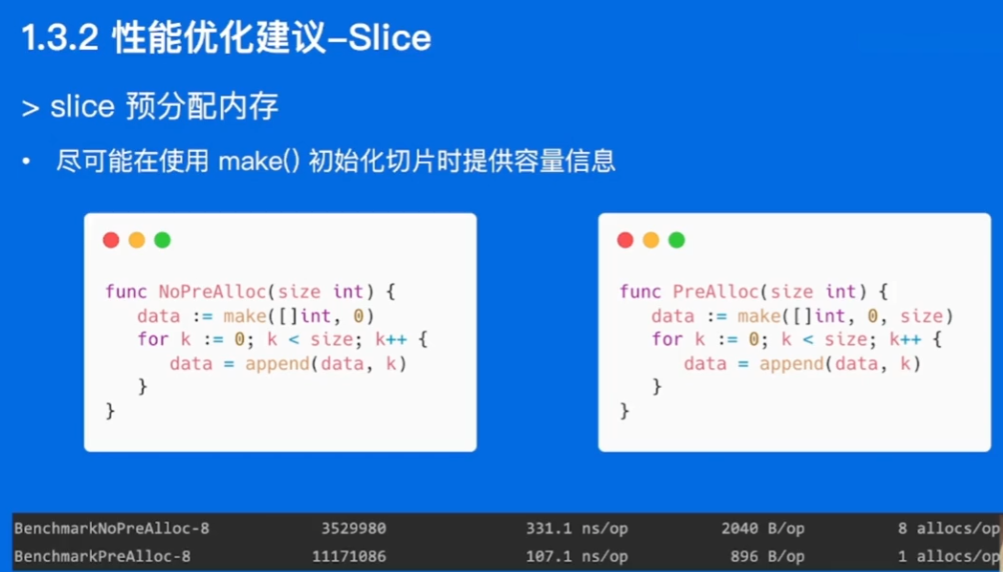 1.3.2 性能优化建议-Slice
> slice 预分配内存
• 尽可能在使用 make() 初始化切片时提供容量信息
func NoPreAlloc(size int) {
data := make([]int, 0)
for k := 0; k < size; k++ {
data = append(data, k)
}
}
func PreAlloc(size int) {
data := make([]int, 0, size)
for k := 0; k < size; k++ {
data = append(data, k)
}
}
BenchmarkNoPreAlloc-8 3529980 331.1 ns/op 2040 B/op 8 allocs/op
BenchmarkPreAlloc-8 11171086 107.1 ns/op 896 B/op 1 allocs/op